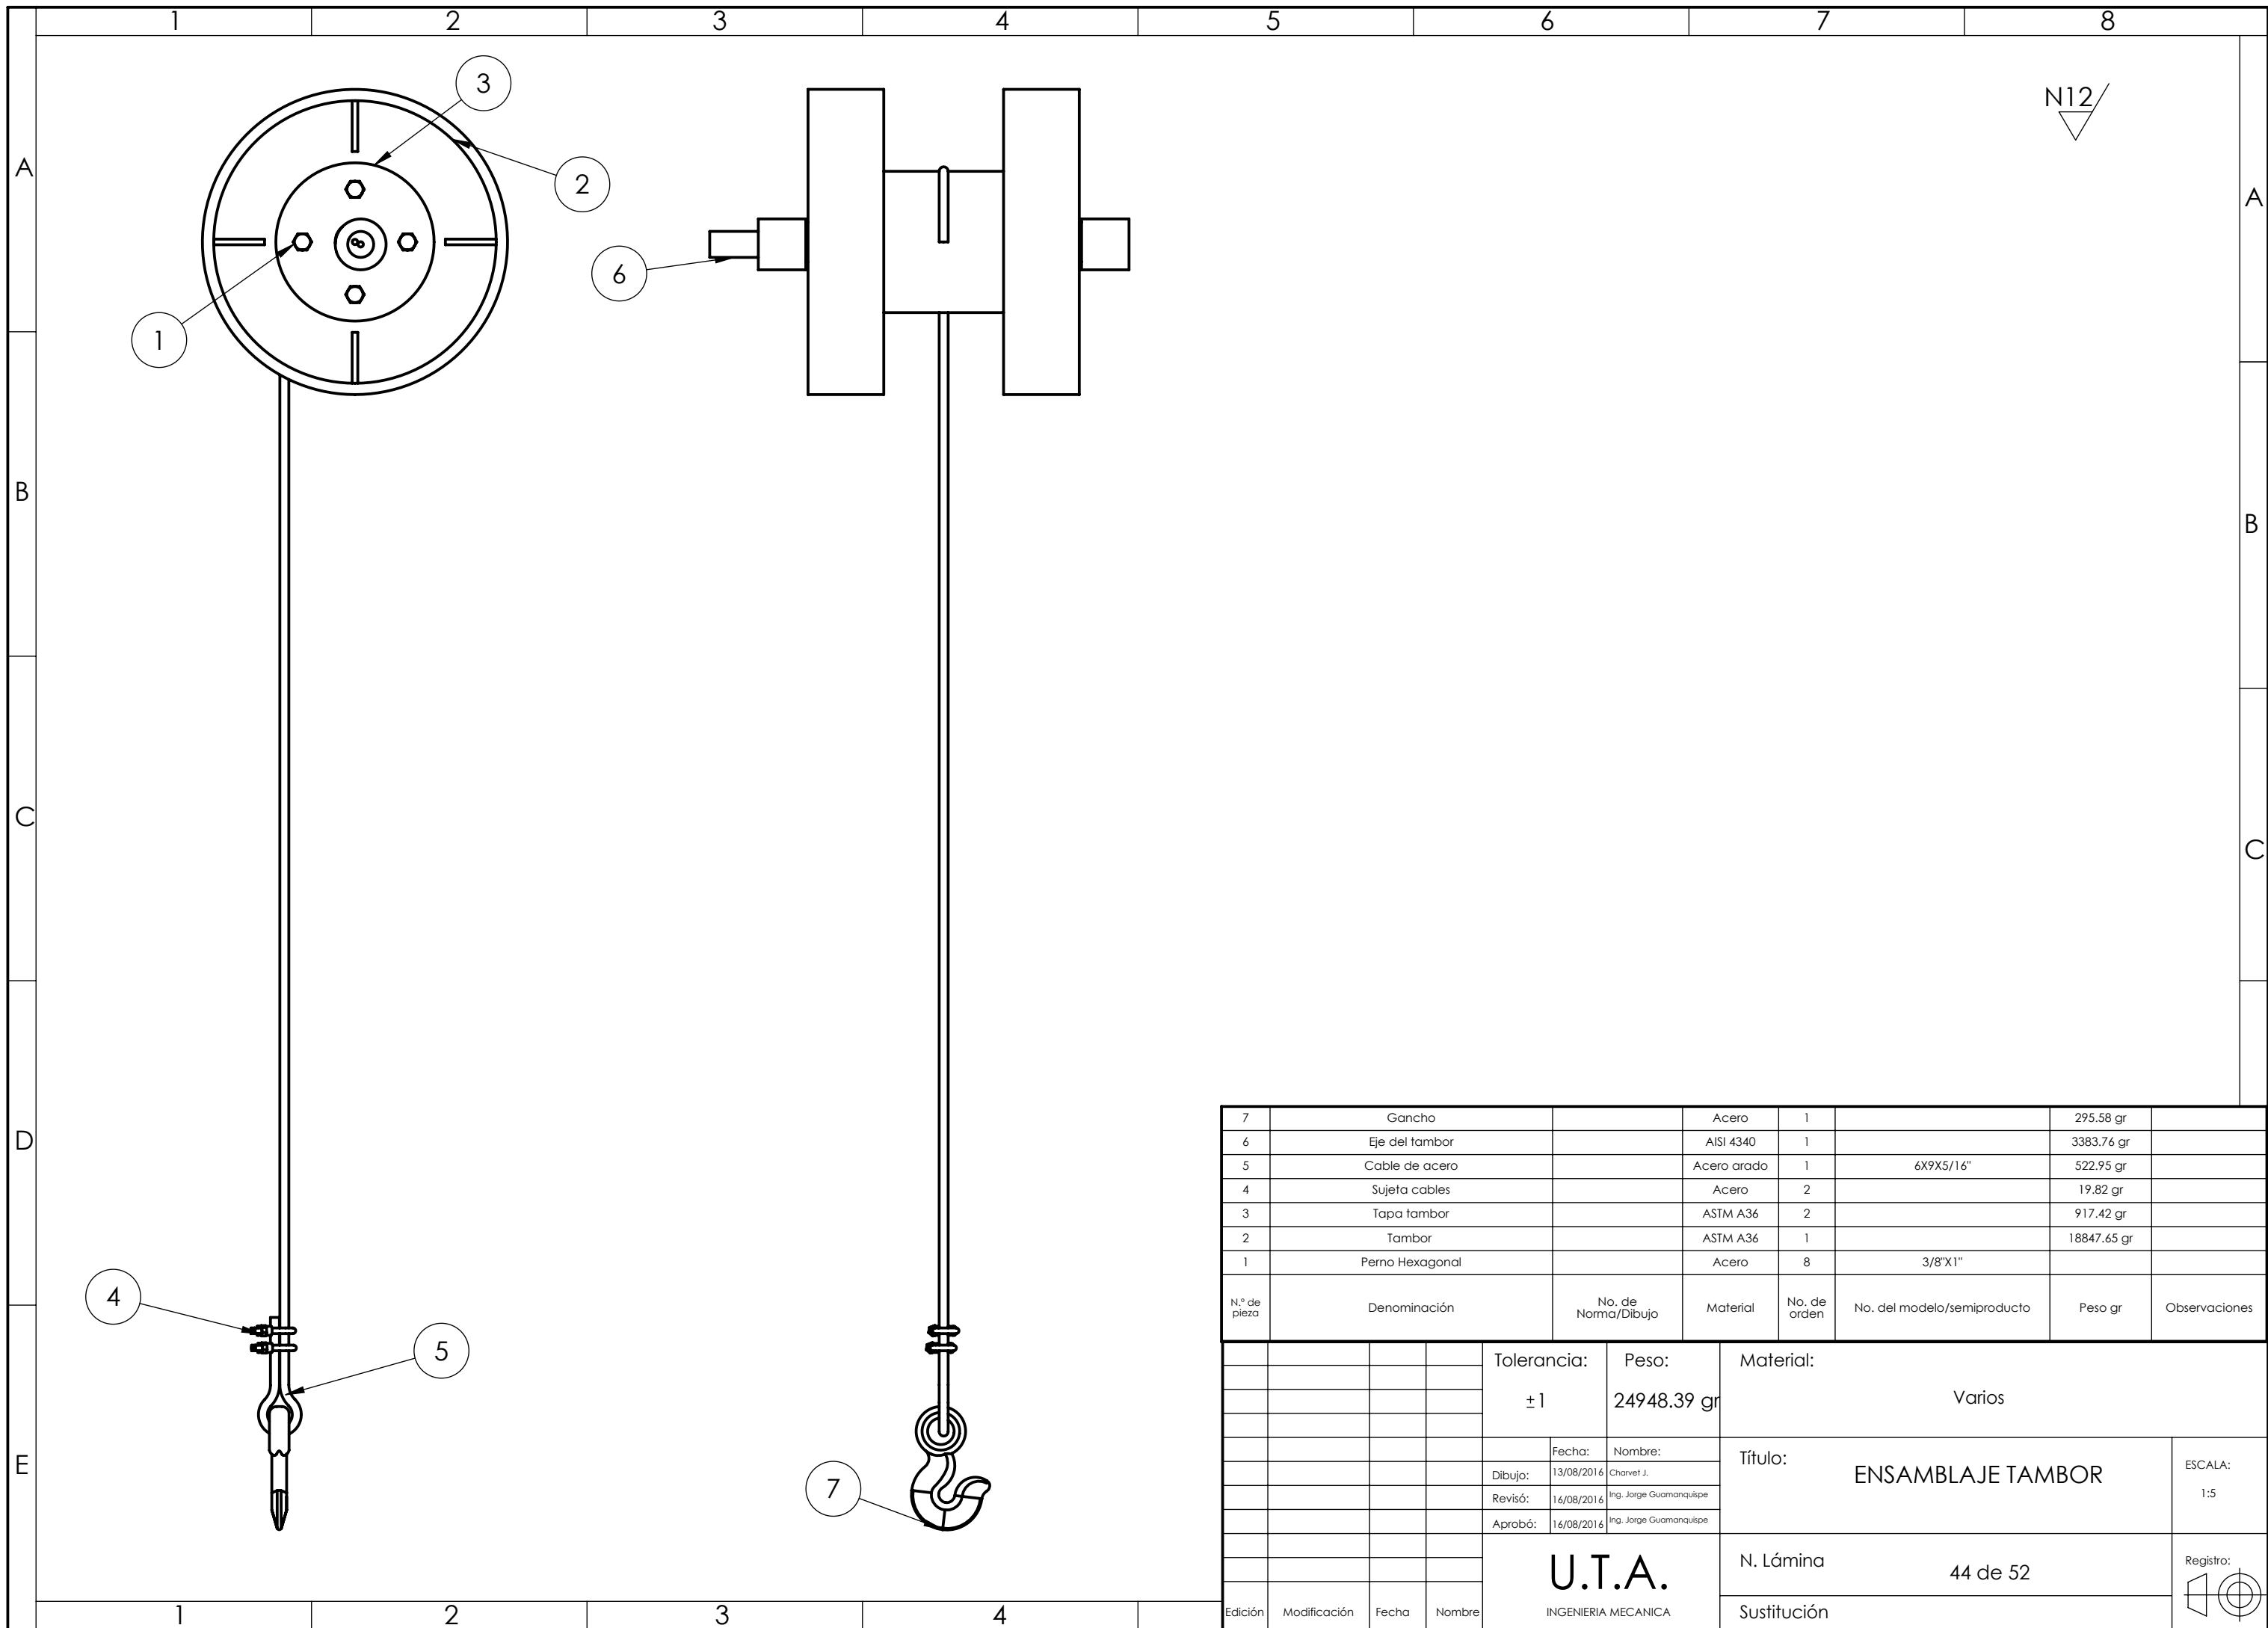 1 2 3 4 5 6 7 8
A
B
C
D
E
A
B
C
N12
3
2
1
6
4
5
7
7 Gancho Acero 1 295.58 gr
6 Eje del tambor AISI 4340 1 3383.76 gr
5 Cable de acero Acero arado 1 6X9X5/16" 522.95 gr
4 Sujeta cables Acero 2 19.82 gr
3 Tapa tambor ASTM A36 2 917.42 gr
2 Tambor ASTM A36 1 18847.65 gr
1 Perno Hexagonal Acero 8 3/8"X1"
N.º de pieza Denominación No. de Norma/Dibujo Material No. de orden No. del modelo/semiproducto Peso gr Observaciones
Tolerancia: Peso: Material:
±1 24948.39 gr Varios
Fecha: Nombre:
Dibujo: 13/08/2016 Charvet J.
Revisó: 16/08/2016 Ing. Jorge Guamanquispe
Aprobó: 16/08/2016 Ing. Jorge Guamanquispe
Título: ENSAMBLAJE TAMBOR
ESCALA:
1:5
U.T.A.
INGENIERIA MECANICA
N. Lámina 44 de 52
Registro:
Sustitución
Edición Modificación Fecha Nombre
1 2 3 4